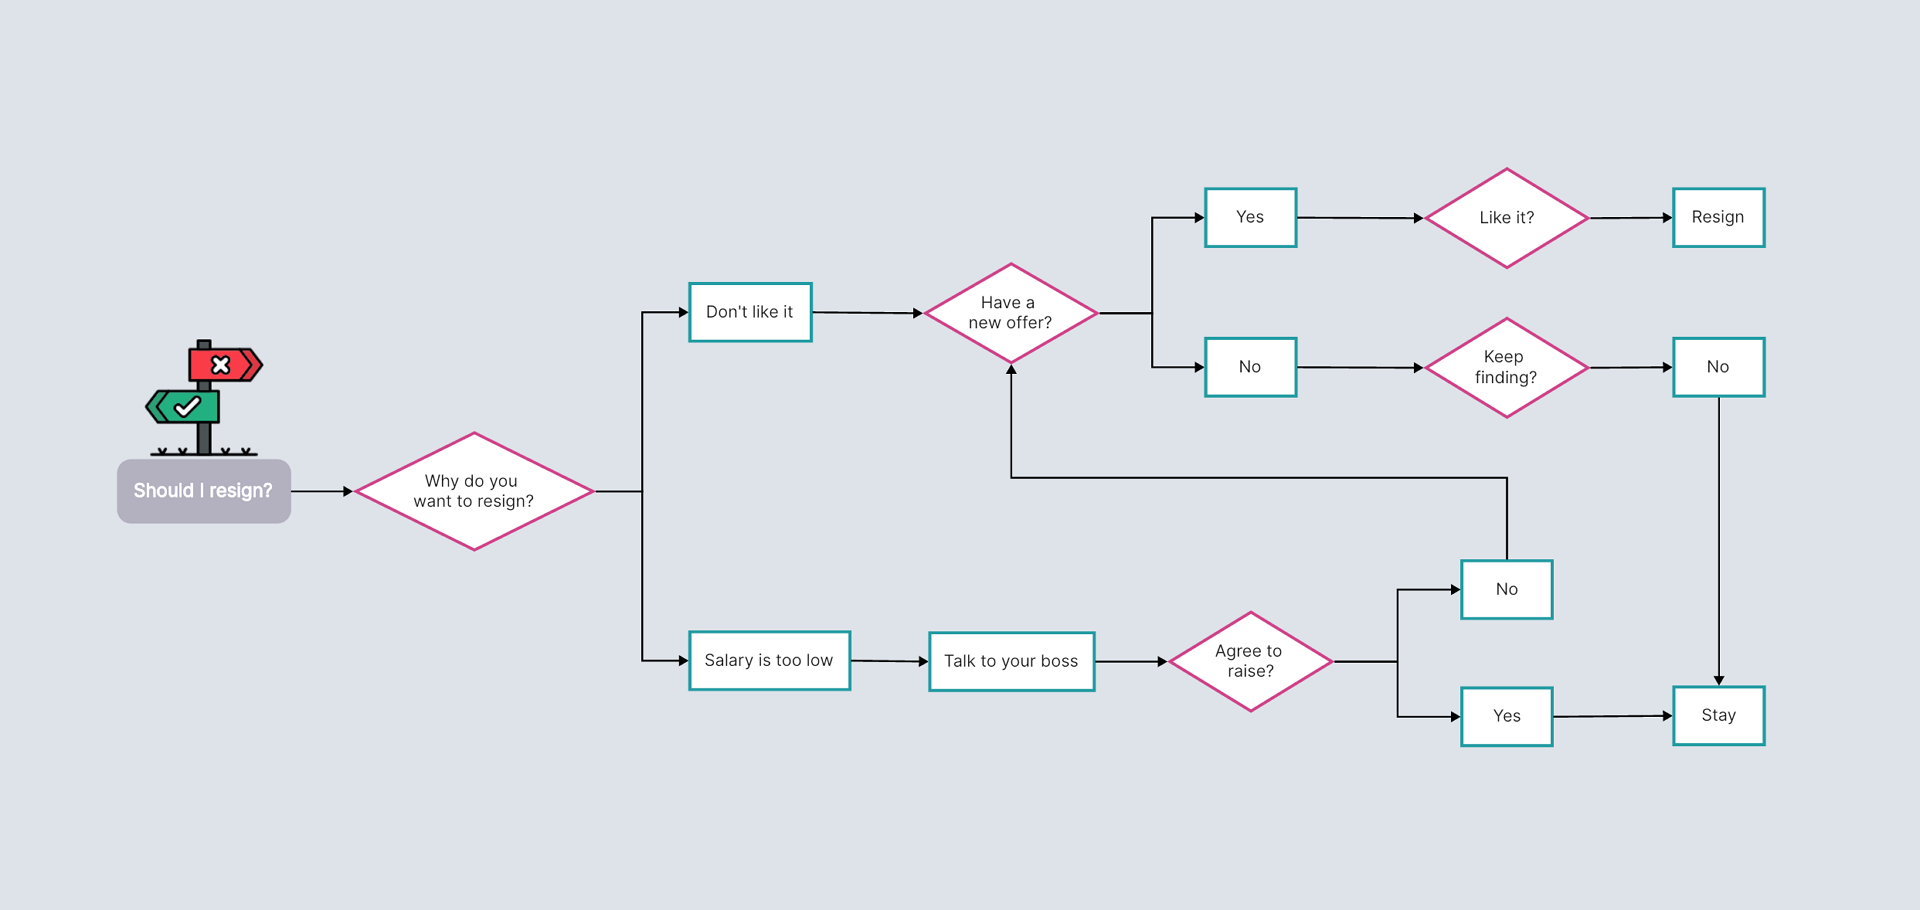 Should I resign?
Why do you
want to resign?
Don't like it
Have a
new offer?
Yes
Like it?
Resign
No
Keep
finding?
No
Salary is too low
Talk to your boss
Agree to
raise?
No
Yes
Stay